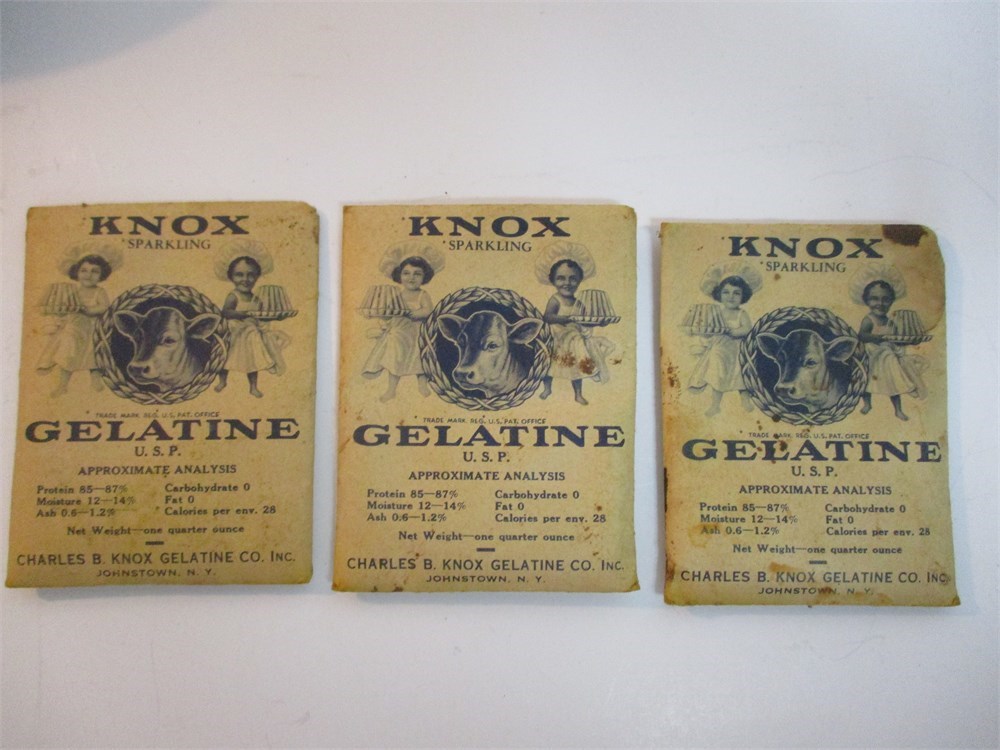 KNOX
SPARKLING
TRADE MARK REG. U.S. PAT. OFFICE
GELATINE
U. S. P.
APPROXIMATE ANALYSIS
Protein 85—87% Carbohydrate 0
Moisture 12—14% Fat 0
Ash 0.6—1.2% Calories per env. 28
Net Weight—one quarter ounce
CHARLES B. KNOX GELATINE CO. INC.
JOHNSTOWN, N. Y.
KNOX
SPARKLING
TRADE MARK REG. U.S. PAT. OFFICE
GELATINE
U. S. P.
APPROXIMATE ANALYSIS
Protein 85—87% Carbohydrate 0
Moisture 12—14% Fat 0
Ash 0.6—1.2% Calories per env. 28
Net Weight—one quarter ounce
CHARLES B. KNOX GELATINE CO. INC.
JOHNSTOWN, N. Y.
KNOX
SPARKLING
TRADE MARK REG. U.S. PAT. OFFICE
GELATINE
U. S. P.
APPROXIMATE ANALYSIS
Protein 85—87% Carbohydrate 0
Moisture 12—14% Fat 0
Ash 0.6—1.2% Calories per env. 28
Net Weight—one quarter ounce
CHARLES B. KNOX GELATINE CO. INC.
JOHNSTOWN, N. Y.